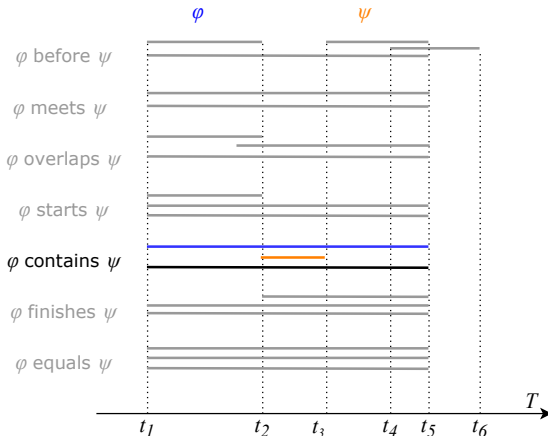 φ ψ
φ before ψ
φ meets ψ
φ overlaps ψ
φ starts ψ
φ contains ψ
φ finishes ψ
φ equals ψ
T
t1 t2 t3 t4 t5 t6